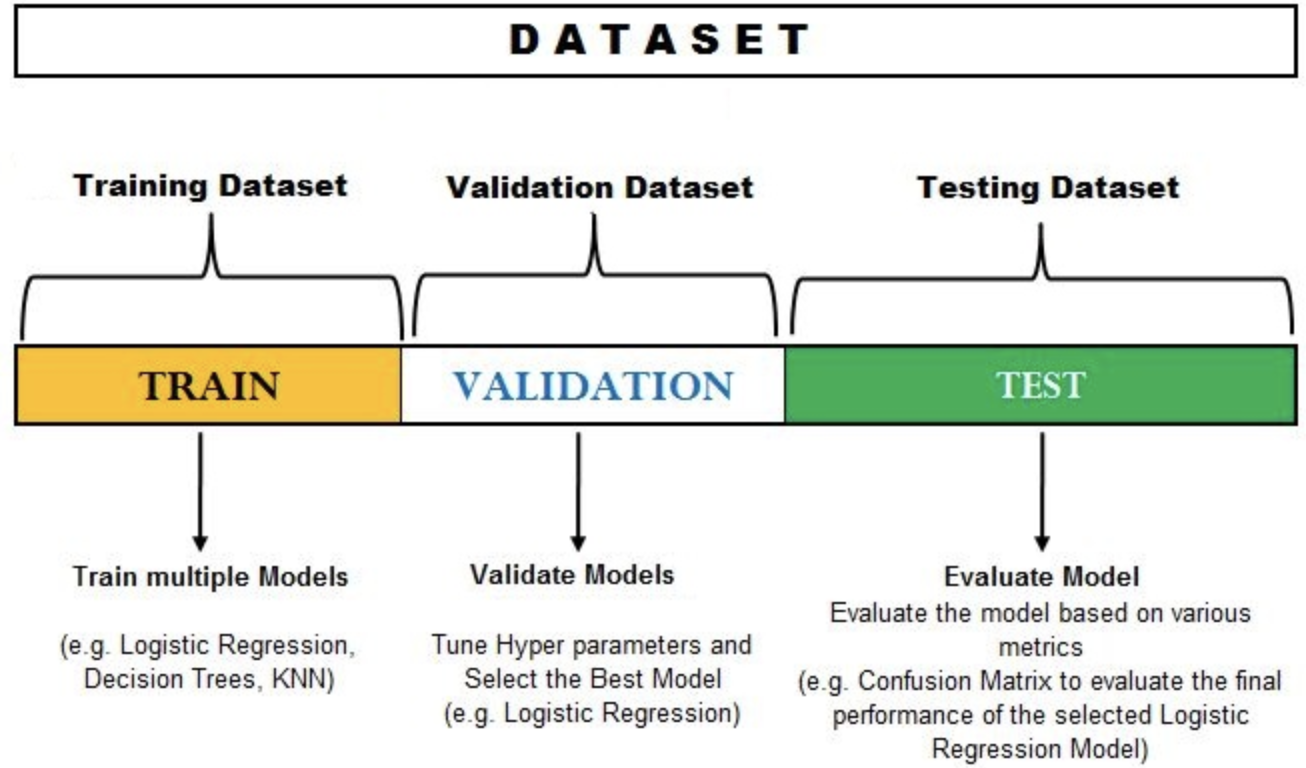 DATASET
Training Dataset
Validation Dataset
Testing Dataset
TRAIN
VALIDATION
TEST
Train multiple Models
(e.g. Logistic Regression,
Decision Trees, KNN)
Validate Models
Tune Hyper parameters and
Select the Best Model
(e.g. Logistic Regression)
Evaluate Model
Evaluate the model based on various
metrics
(e.g. Confusion Matrix to evaluate the final
performance of the selected Logistic
Regression Model)